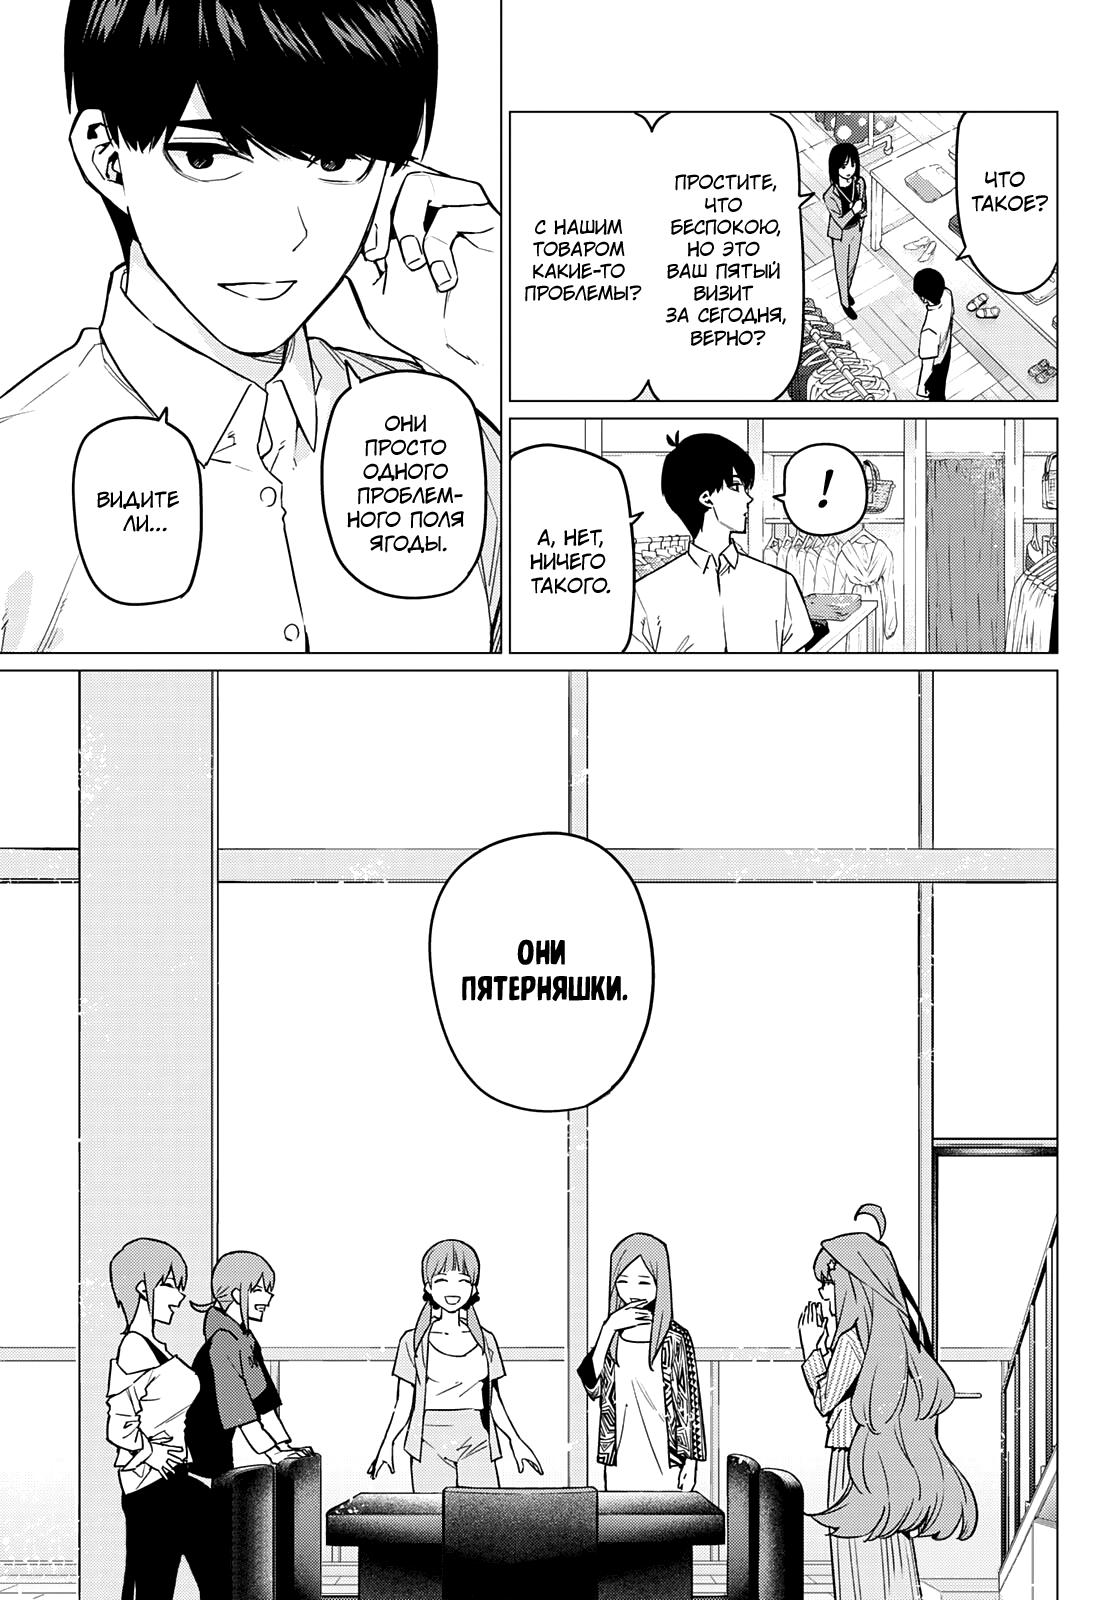 ЧТО
ТАКОЕ?
ПРОСТИТЕ,
ЧТО
БЕСПОКОЮ,
НО ЭТО
ВАШ ПЯТЫЙ
ВИЗИТ
ЗА СЕГОДНЯ,
ВЕРНО?
С НАШИМ
ТОВАРОМ
КАКИЕ-ТО
ПРОБЛЕМЫ?
!
А, НЕТ,
НИЧЕГО
ТАКОГО.
ОНИ
ПРОСТО
ОДНОГО
ПРОБЛЕМ-
НОГО ПОЛЯ
ЯГОДЫ.
ВИДИТЕ
ЛИ...
ОНИ
ПЯТЕРНЯШКИ.